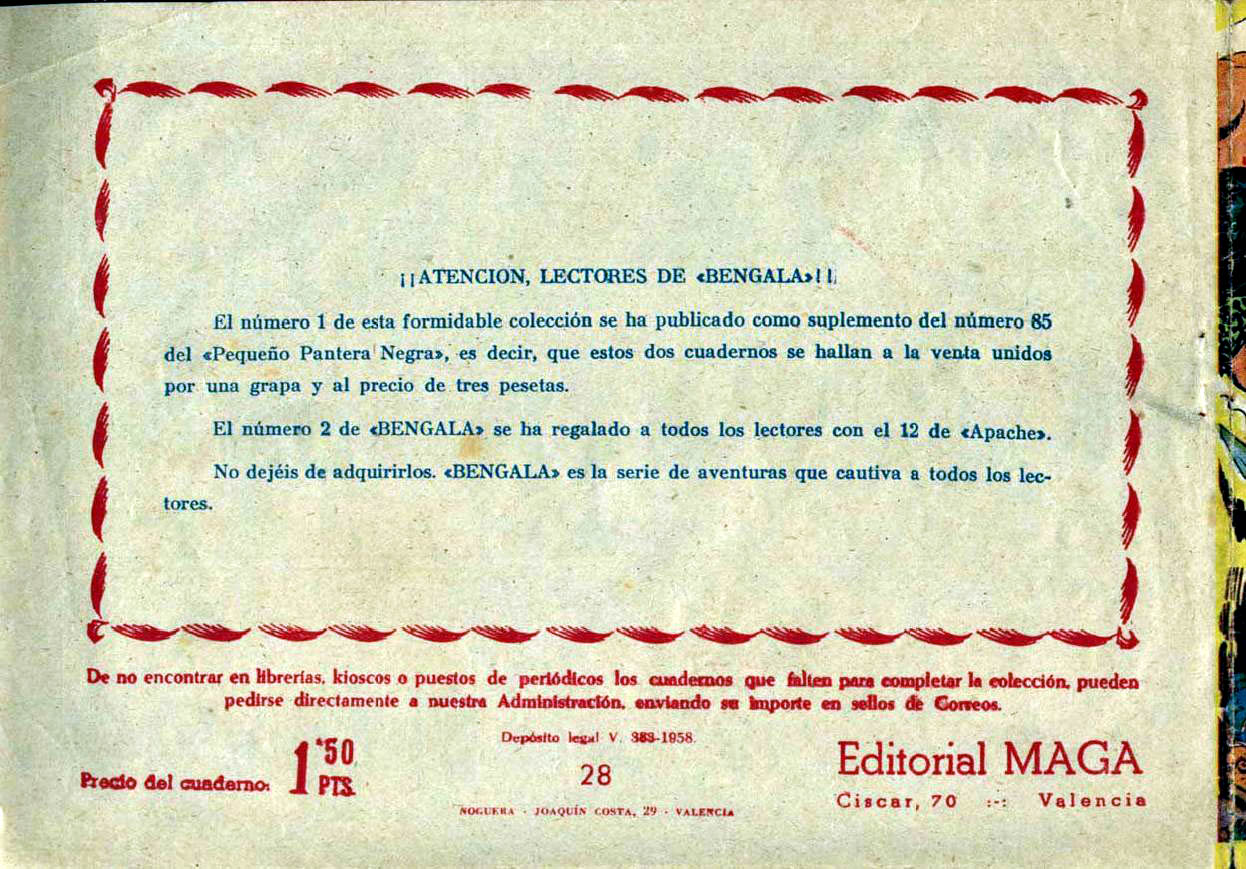 ¡¡ATENCION, LECTORES DE «BENGALA»!!
El número 1 de esta formidable colección se ha publicado como suplemento del número 85
del «Pequeño Pantera Negra», es decir, que estos dos cuadernos se hallan a la venta unidos
por una grapa y al precio de tres pesetas.
El número 2 de «BENGALA» se ha regalado a todos los lectores con el 12 de «Apache».
No dejéis de adquirirlos. «BENGALA» es la serie de aventuras que cautiva a todos los lec-
tores.
De no encontrar en librerías, kioscos o puestos de periódicos los cuadernos que falten para completar la colección, pueden
pedirse directamente a nuestra Administración, enviando su importe en sellos de Correos.
Precio del cuaderno: 1'50 PTS.
Depósito legal V. 383-1958.
28
NOGUERA - JOAQUÍN COSTA, 29 - VALENCIA
Editorial MAGA
Ciscar, 70 :-: Valencia